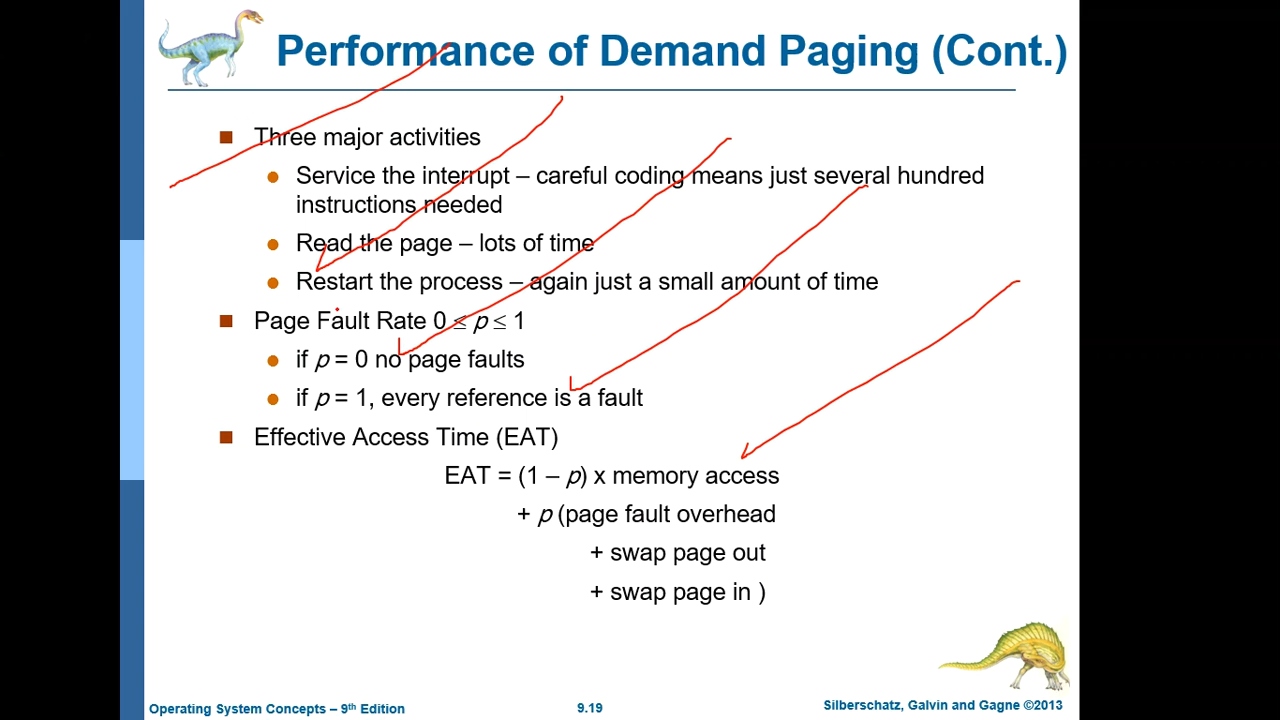 Performance of Demand Paging (Cont.)
Three major activities
Service the interrupt – careful coding means just several hundred
instructions needed
Read the page – lots of time
Restart the process – again just a small amount of time
Page Fault Rate 0 ≤ p ≤ 1
if p = 0 no page faults
if p = 1, every reference is a fault
Effective Access Time (EAT)
EAT = (1 – p) x memory access
+ p (page fault overhead
+ swap page out
+ swap page in )
Operating System Concepts – 9th Edition
9.19
Silberschatz, Galvin and Gagne ©2013